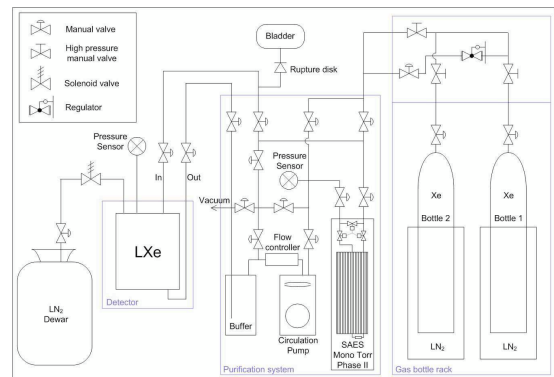 Manual valve
High pressure
manual valve
Solenoid valve
Regulator
Bladder
Rupture disk
Pressure
Sensor
In
Out
Pressure
Sensor
Vacuum
Flow
controller
LXe
Detector
LN2
Dewar
Buffer
Circulation
Pump
SAES
Mono Torr
Phase II
Purification system
Xe
Bottle 2
LN2
Xe
Bottle 1
LN2
Gas bottle rack